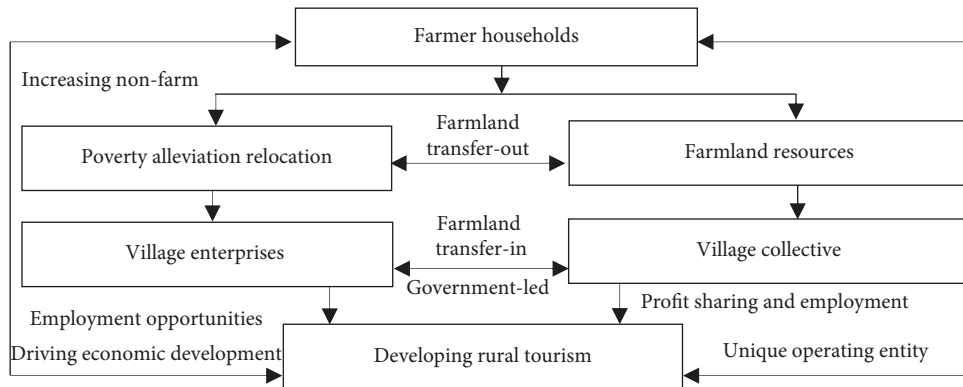 Farmer households
Increasing non-farm
Poverty alleviation relocation
Farmland
transfer-out
Farmland resources
Village enterprises
Farmland
transfer-in
Government-led
Village collective
Employment opportunities
Profit sharing and employment
Driving economic development
Developing rural tourism
Unique operating entity